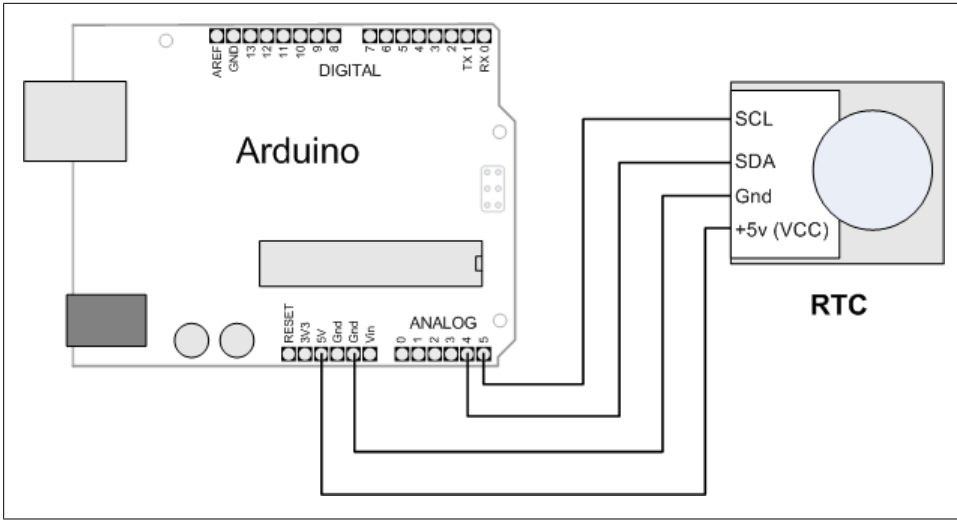 AREF GND 13 12 11 10 9 8 7 6 5 4 3 2 TX 1 RX 0
DIGITAL
Arduino
SCL
SDA
Gnd
+5v (VCC)
RTC
ANALOG
RESET 3V3 5V Gnd Gnd Vin 0 1 2 3 4 5